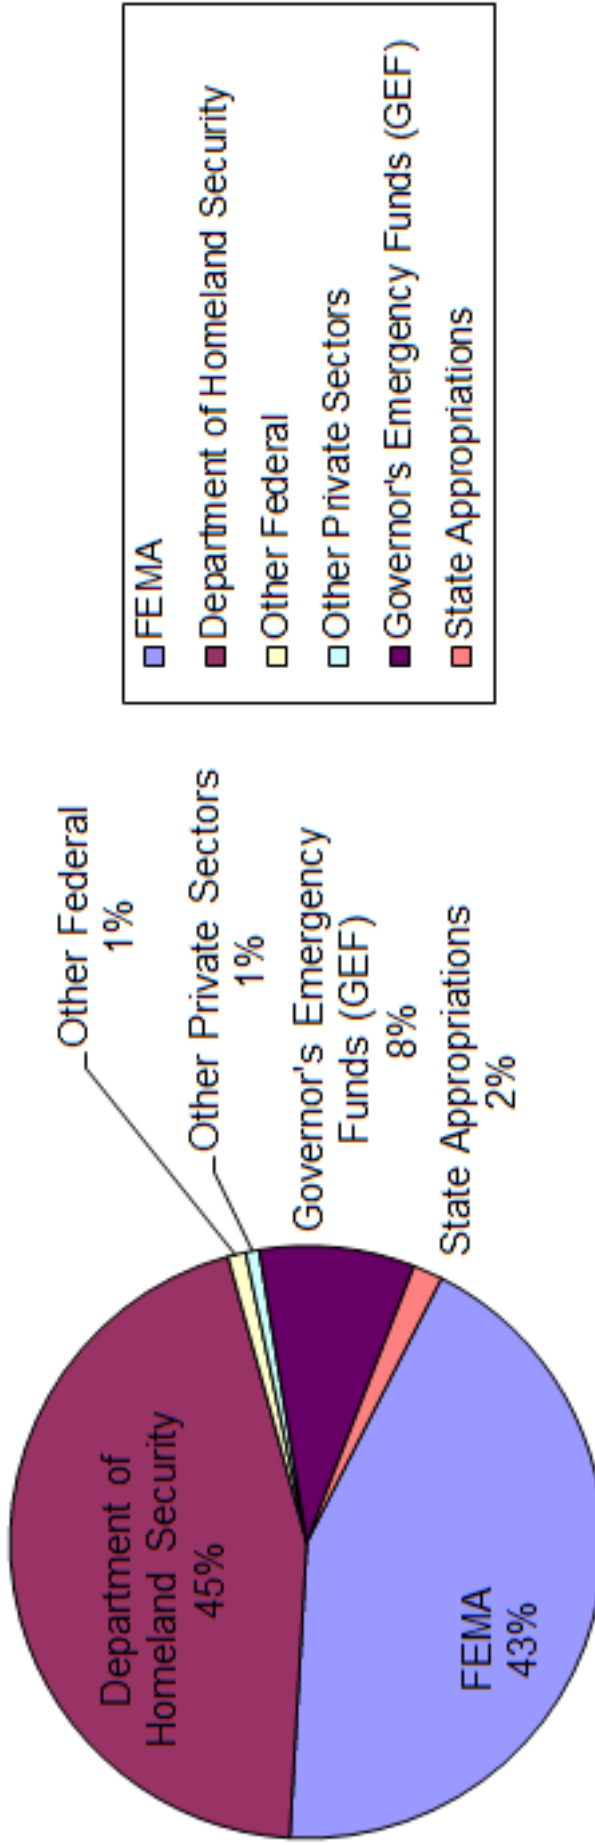 Department of
Homeland Security
45%
Other Federal
1%
Other Private Sectors
1%
Governor's Emergency
Funds (GEF)
8%
State Appropriations
2%
FEMA
43%
FEMA
Department of Homeland Security
Other Federal
Other Private Sectors
Governor's Emergency Funds (GEF)
State Appropriations